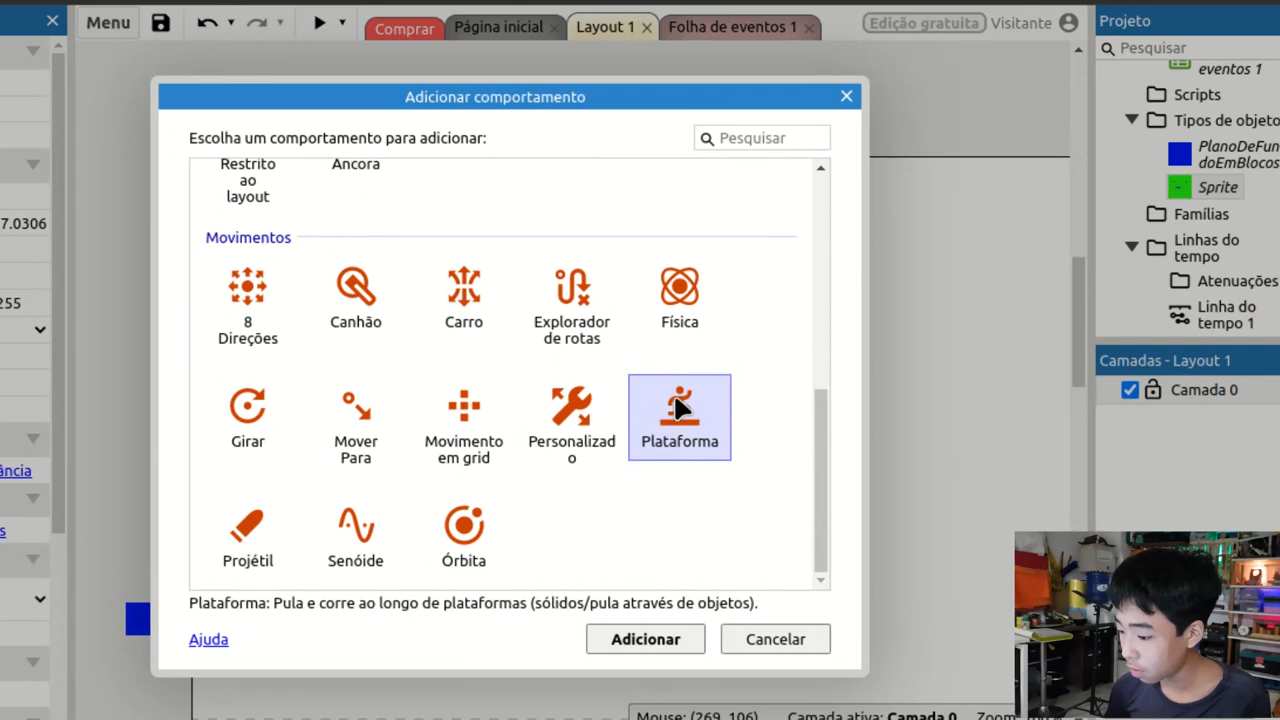 Menu
Comprar
Página inicial
Layout 1
Folha de eventos 1
Edição gratuita
Visitante
Projeto
Pesquisar
eventos 1
Scripts
Tipos de objeto
PlanoDeFun
doEmBlocos
Sprite
Famílias
Linhas do
tempo
Atenuações
Linha do
tempo 1
Camadas - Layout 1
Camada 0
7.0306
255
ância
s
Adicionar comportamento
Escolha um comportamento para adicionar:
Pesquisar
Restrito
ao
layout
Ancora
Movimentos
8
Direções
Canhão
Carro
Explorador
de rotas
Física
Girar
Mover
Para
Movimento
em grid
Personalizad
o
Plataforma
Projétil
Senóide
Órbita
Plataforma: Pula e corre ao longo de plataformas (sólidos/pula através de objetos).
Ajuda
Adicionar
Cancelar
Mouse: (269, 106)
Camada ativa: Camada 0
Zoom